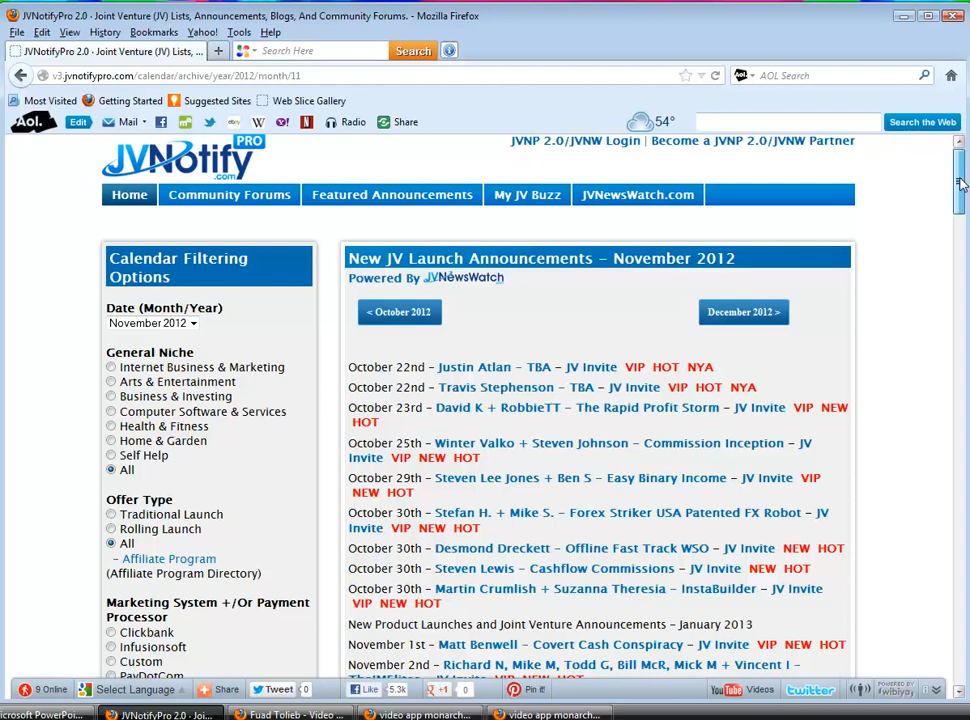 JVNotifyPro 2.0 - Joint Venture (JV) Lists, Announcements, Blogs, And Community Forums. - Mozilla Firefox
File Edit View History Bookmarks Yahoo! Tools Help
JVNotifyPro 2.0 - Joint Venture (JV) Lists, ... + Search Here Search
v3.jvnotifypro.com/calendar/archive/year/2012/month/11 Aol. AOL Search
Most Visited Getting Started Suggested Sites Web Slice Gallery
Aol. Edit Mail Radio Share 54° Search the Web
JVNotify PRO .com
JVNP 2.0/JVNW Login | Become a JVNP 2.0/JVNW Partner
Home Community Forums Featured Announcements My JV Buzz JVNewsWatch.com
Calendar Filtering
Options
Date (Month/Year)
November 2012
General Niche
Internet Business & Marketing
Arts & Entertainment
Business & Investing
Computer Software & Services
Health & Fitness
Home & Garden
Self Help
All
Offer Type
Traditional Launch
Rolling Launch
All
- Affiliate Program
(Affiliate Program Directory)
Marketing System +/Or Payment
Processor
Clickbank
Infusionsoft
Custom
PayDotCom
New JV Launch Announcements - November 2012
Powered By JVNewsWatch
< October 2012 December 2012 >
October 22nd - Justin Atlan - TBA - JV Invite VIP HOT NYA
October 22nd - Travis Stephenson - TBA - JV Invite VIP HOT NYA
October 23rd - David K + RobbieTT - The Rapid Profit Storm - JV Invite VIP NEW
HOT
October 25th - Winter Valko + Steven Johnson - Commission Inception - JV
Invite VIP NEW HOT
October 29th - Steven Lee Jones + Ben S - Easy Binary Income - JV Invite VIP
NEW HOT
October 30th - Stefan H. + Mike S. - Forex Striker USA Patented FX Robot - JV
Invite VIP NEW HOT
October 30th - Desmond Dreckett - Offline Fast Track WSO - JV Invite NEW HOT
October 30th - Steven Lewis - Cashflow Commissions - JV Invite NEW HOT
October 30th - Martin Crumlish + Suzanna Theresia - InstaBuilder - JV Invite
VIP NEW HOT
New Product Launches and Joint Venture Announcements - January 2013
November 1st - Matt Benwell - Covert Cash Conspiracy - JV Invite VIP NEW HOT
November 2nd - Richard N, Mike M, Todd G, Bill McR, Mick M + Vincent I -
9 Online Select Language Share Tweet 0 Like 5.3k +1 0 Pin it! YouTube Videos twitter POWERED BY wibiya
icrosoft PowerPoi... JVNotifyPro 2.0 - Joi... Fuad Tolieb - Video ... video app monarch... video app monarch...